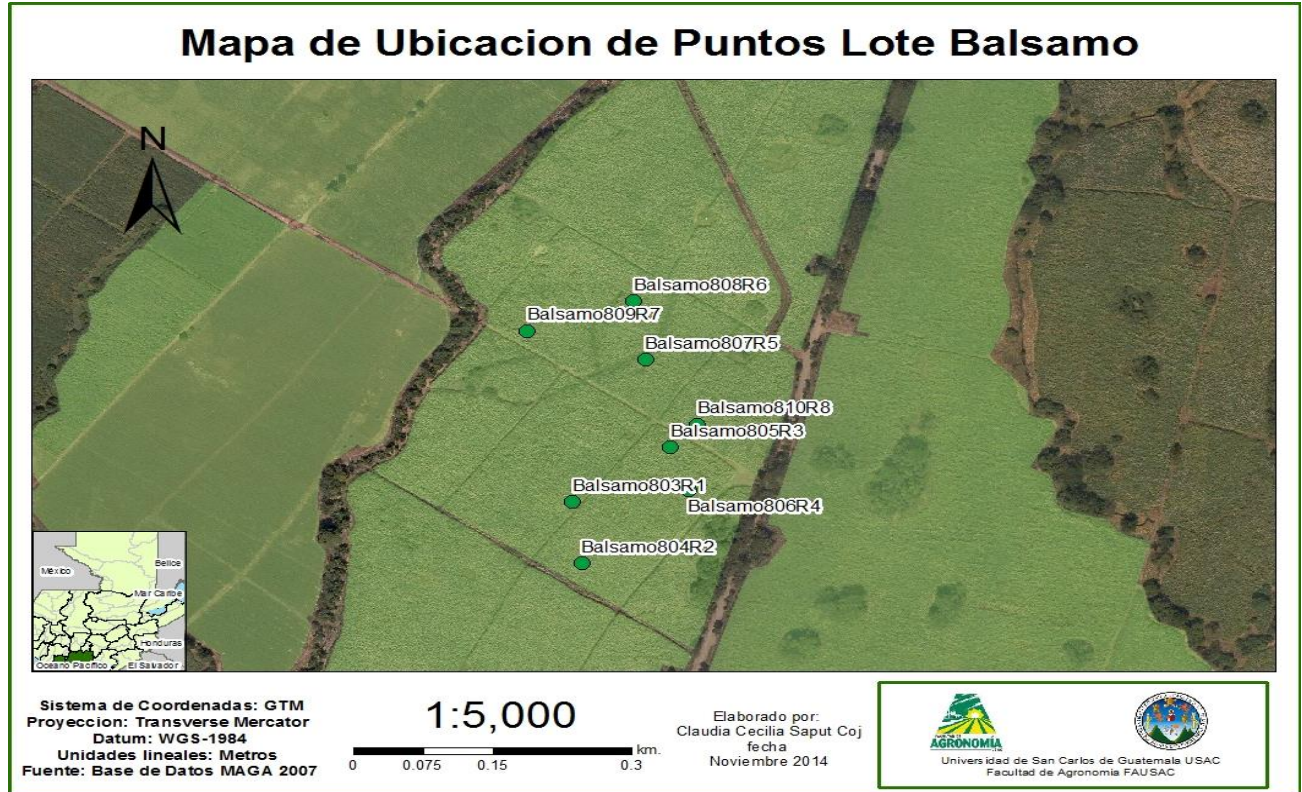 Mapa de Ubicacion de Puntos Lote Balsamo
N
Balsamo808R6
Balsamo809R7
Balsamo807R5
Balsamo810R8
Balsamo805R3
Balsamo803R1
Balsamo806R4
Balsamo804R2
México
Belice
Mar Caribe
Honduras
Oceano Pacifico
El Salvador
Sistema de Coordenadas: GTM
Proyeccion: Transverse Mercator
Datum: WGS-1984
Unidades lineales: Metros
Fuente: Base de Datos MAGA 2007
1:5,000
km.
0 0.075 0.15 0.3
Elaborado por:
Claudia Cecilia Saput Coj
fecha
Noviembre 2014
AGRONOMÍA
Universidad de San Carlos de Guatemala USAC
Facultad de Agronomía FAUSAC